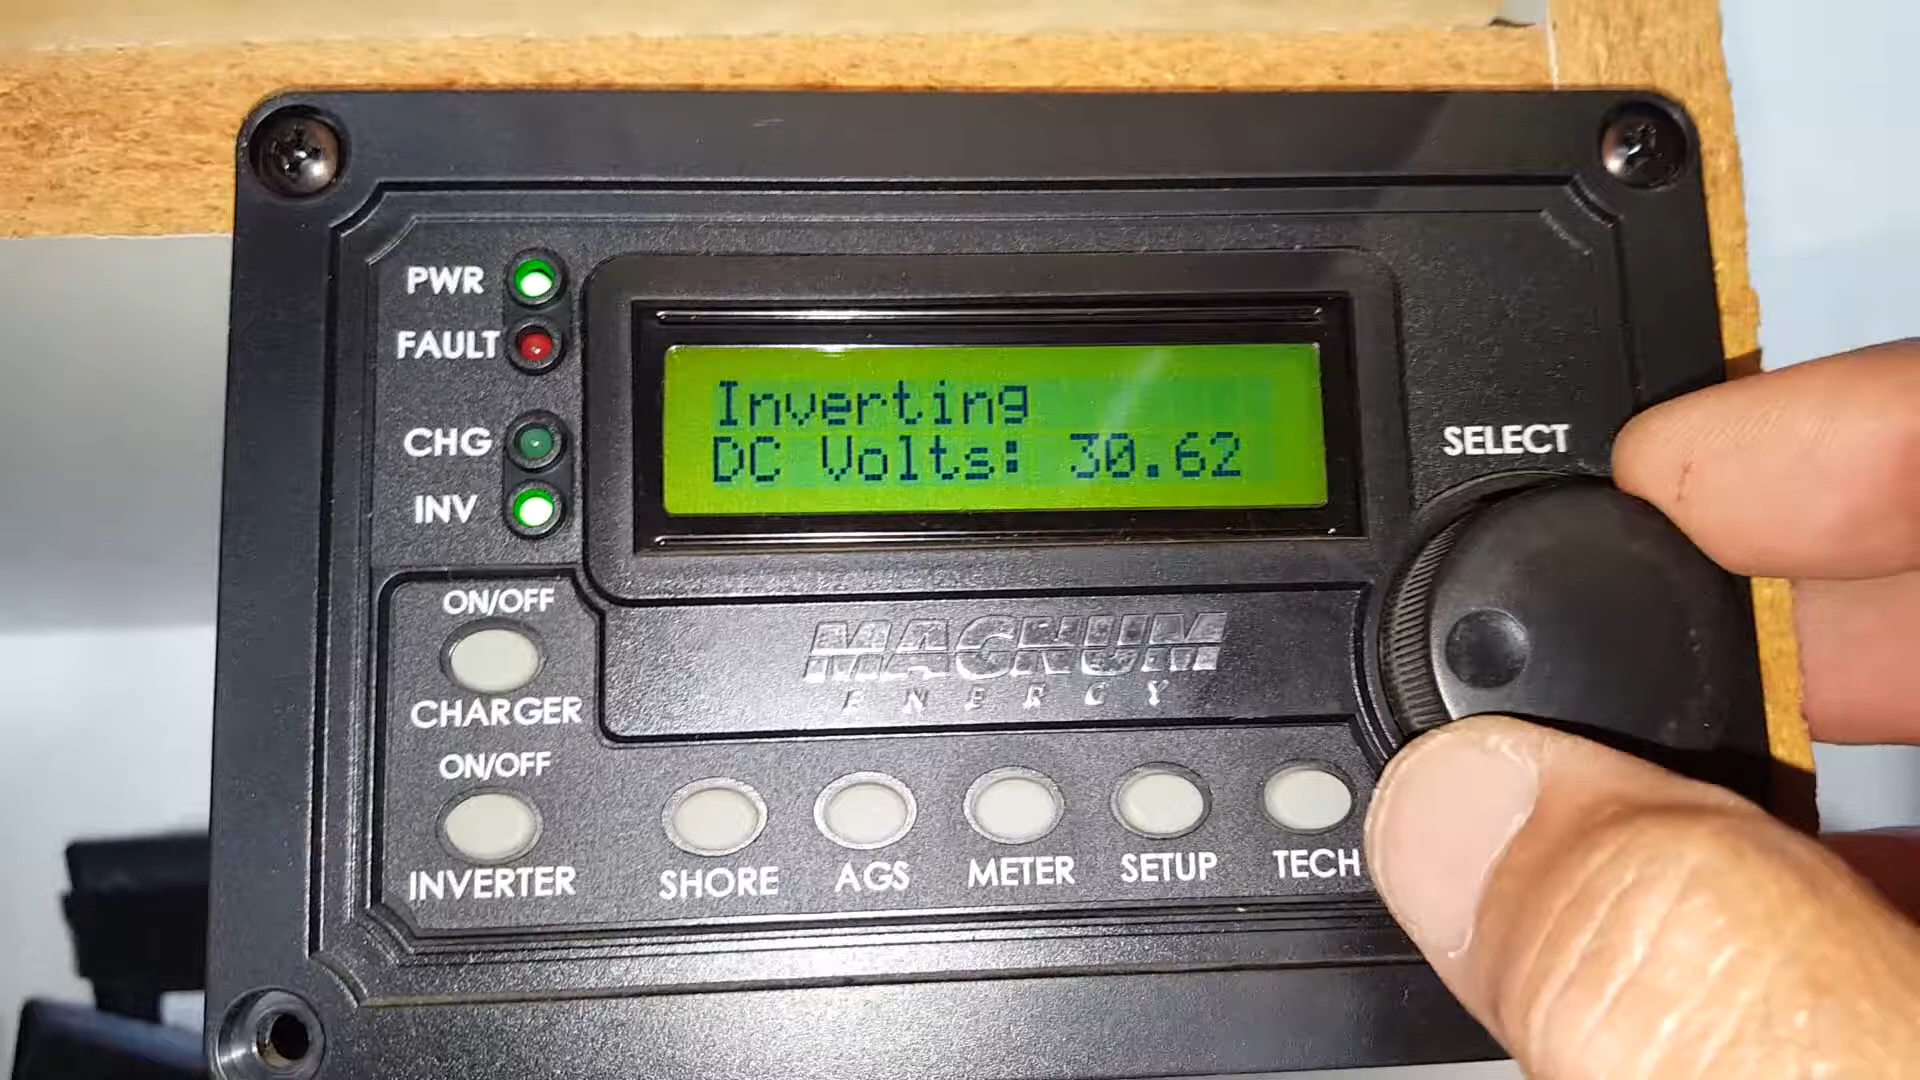 PWR
FAULT
CHG
INV
Inverting
DC Volts: 30.62
SELECT
ON/OFF
CHARGER
MAGNUM
ENERGY
ON/OFF
INVERTER
SHORE
AGS
METER
SETUP
TECH